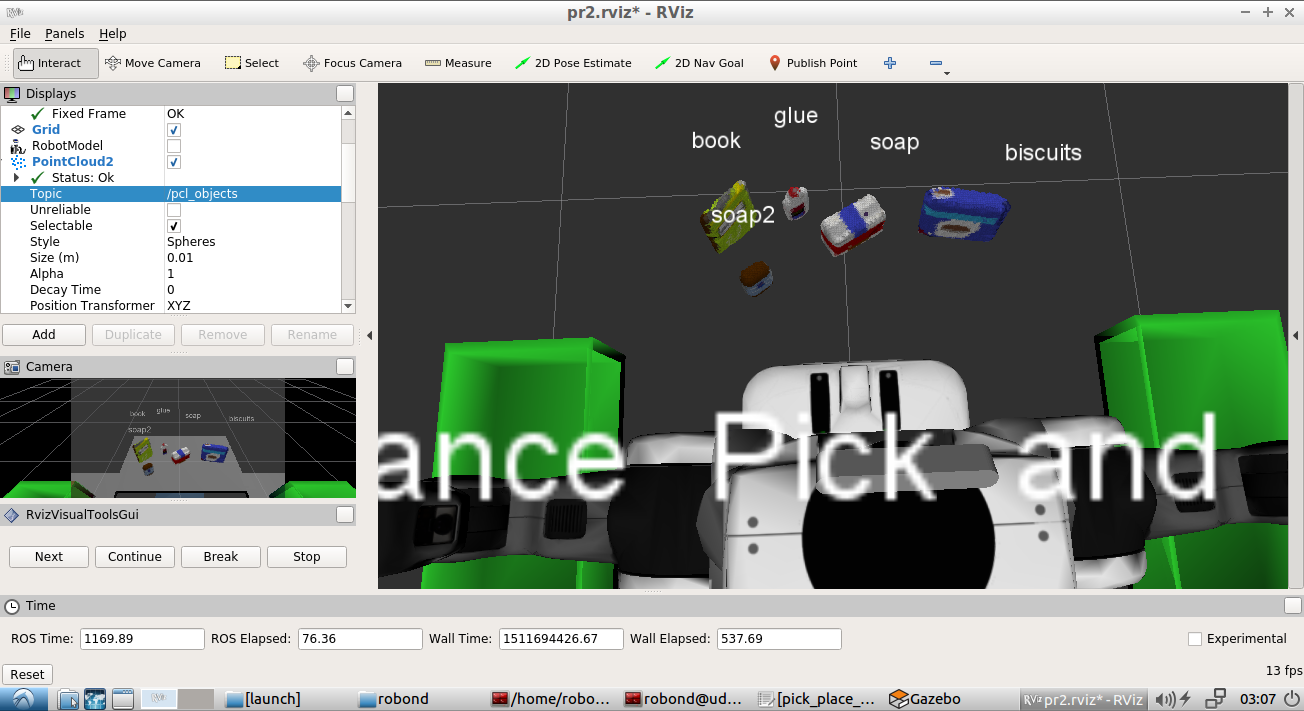 pr2.rviz* - RViz
File Panels Help
Interact Move Camera Select Focus Camera Measure 2D Pose Estimate 2D Nav Goal Publish Point
Displays
Fixed Frame OK
Grid
RobotModel
PointCloud2
Status: Ok
Topic /pcl_objects
Unreliable
Selectable
Style Spheres
Size (m) 0.01
Alpha 1
Decay Time 0
Position Transformer XYZ
Add Duplicate Remove Rename
Camera
book glue soap biscuits
soap2
RvizVisualToolsGui
Next Continue Break Stop
glue
book soap biscuits
soap2
ance Pick and
Time
ROS Time: 1169.89 ROS Elapsed: 76.36 Wall Time: 1511694426.67 Wall Elapsed: 537.69 Experimental
Reset 13 fps
[launch] robond /home/robo... robond@ud... [pick_place_... Gazebo RViz pr2.rviz* - RViz 03:07